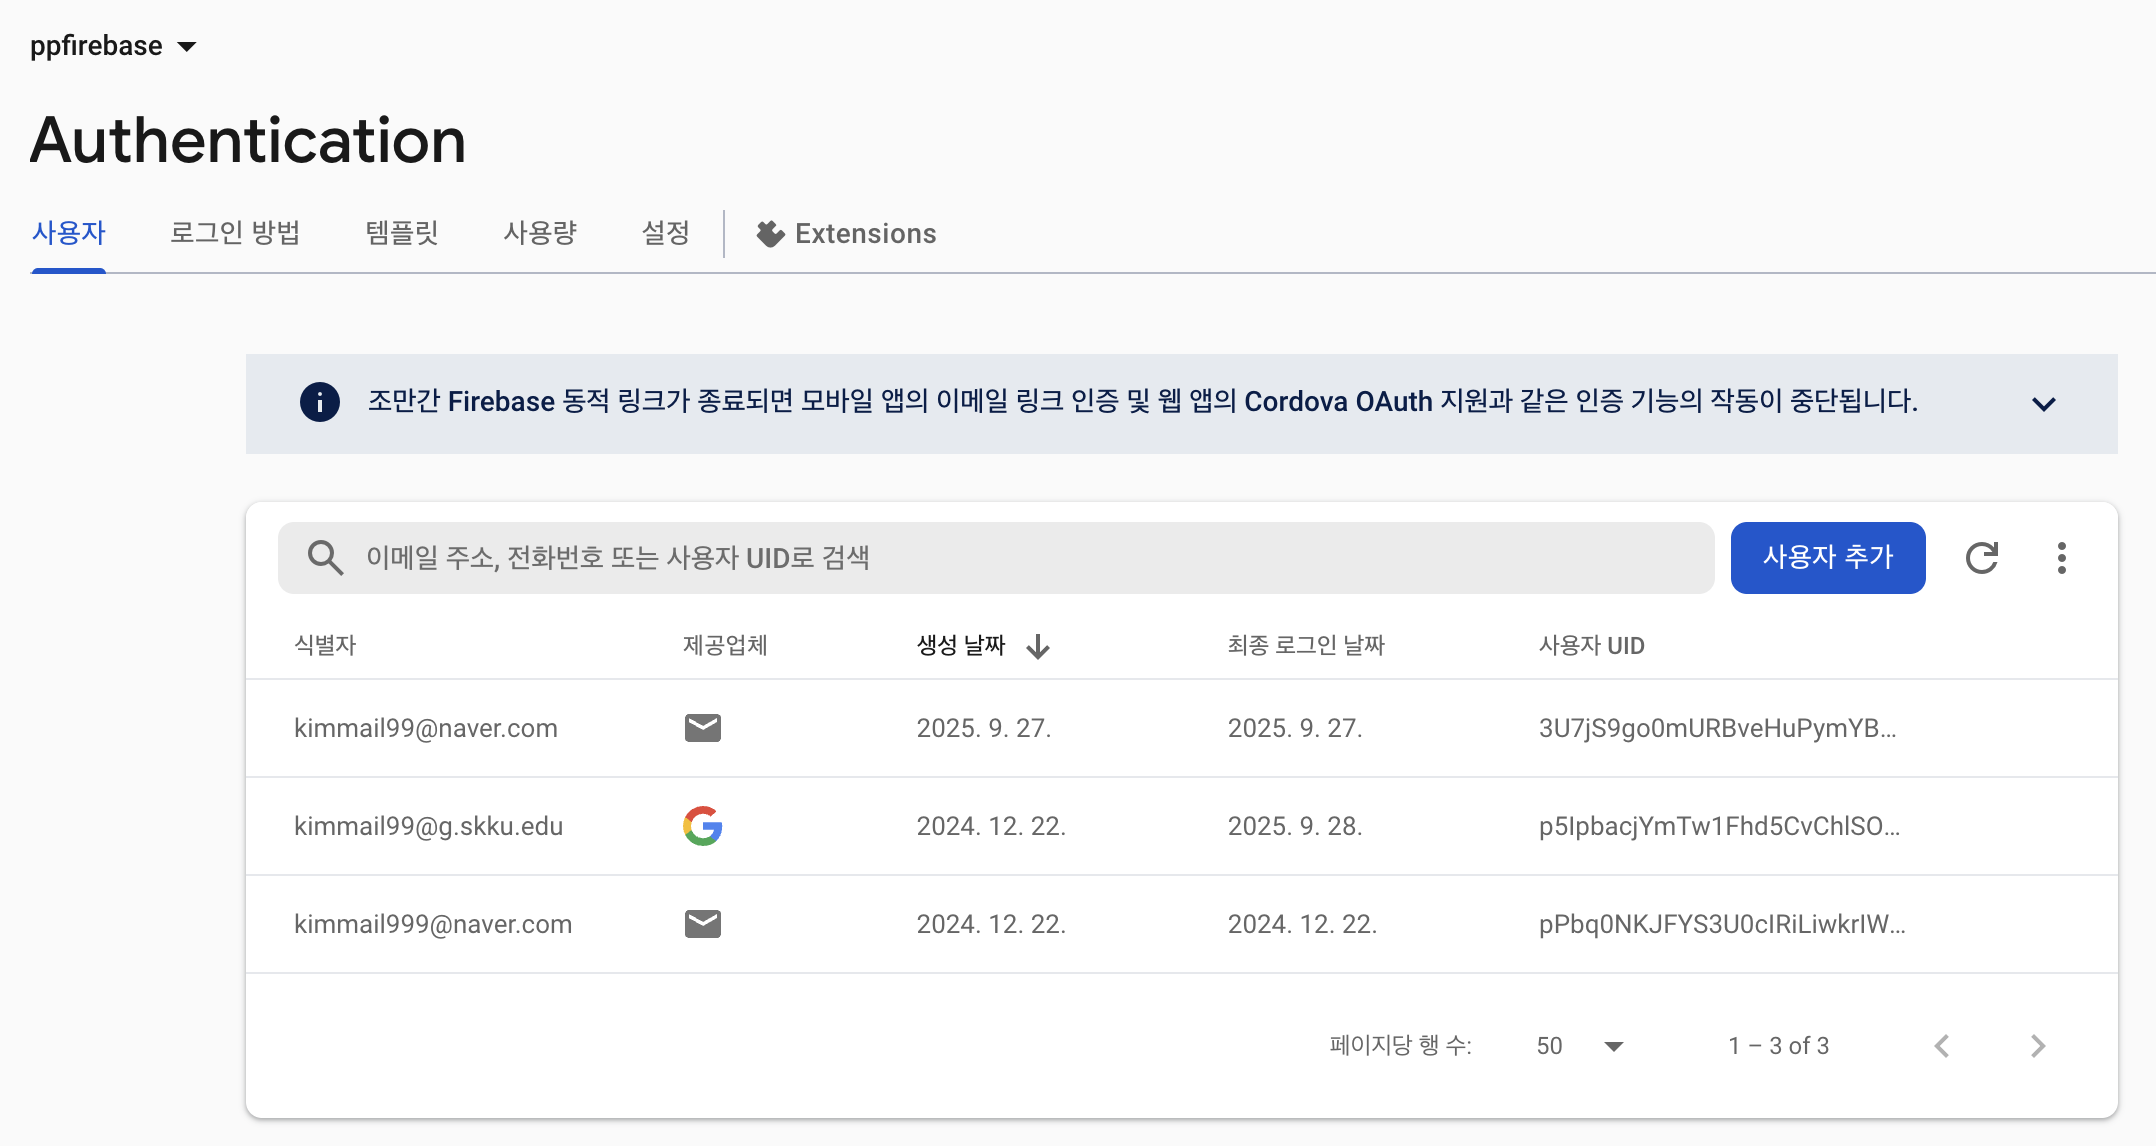 ppfirebase
Authentication
사용자 로그인 방법 템플릿 사용량 설정 Extensions
조만간 Firebase 동적 링크가 종료되면 모바일 앱의 이메일 링크 인증 및 웹 앱의 Cordova OAuth 지원과 같은 인증 기능의 작동이 중단됩니다.
이메일 주소, 전화번호 또는 사용자 UID로 검색 사용자 추가
식별자 제공업체 생성 날짜 최종 로그인 날짜 사용자 UID
kimmail99@naver.com 2025. 9. 27. 2025. 9. 27. 3U7jS9go0mURBveHuPymYB...
kimmail99@g.skku.edu 2024. 12. 22. 2025. 9. 28. p5IpbacjYmTw1Fhd5CvChlSO...
kimmail999@naver.com 2024. 12. 22. 2024. 12. 22. pPbq0NKJFYS3U0cIRiLiwkrIW...
페이지당 행 수: 50 1 – 3 of 3